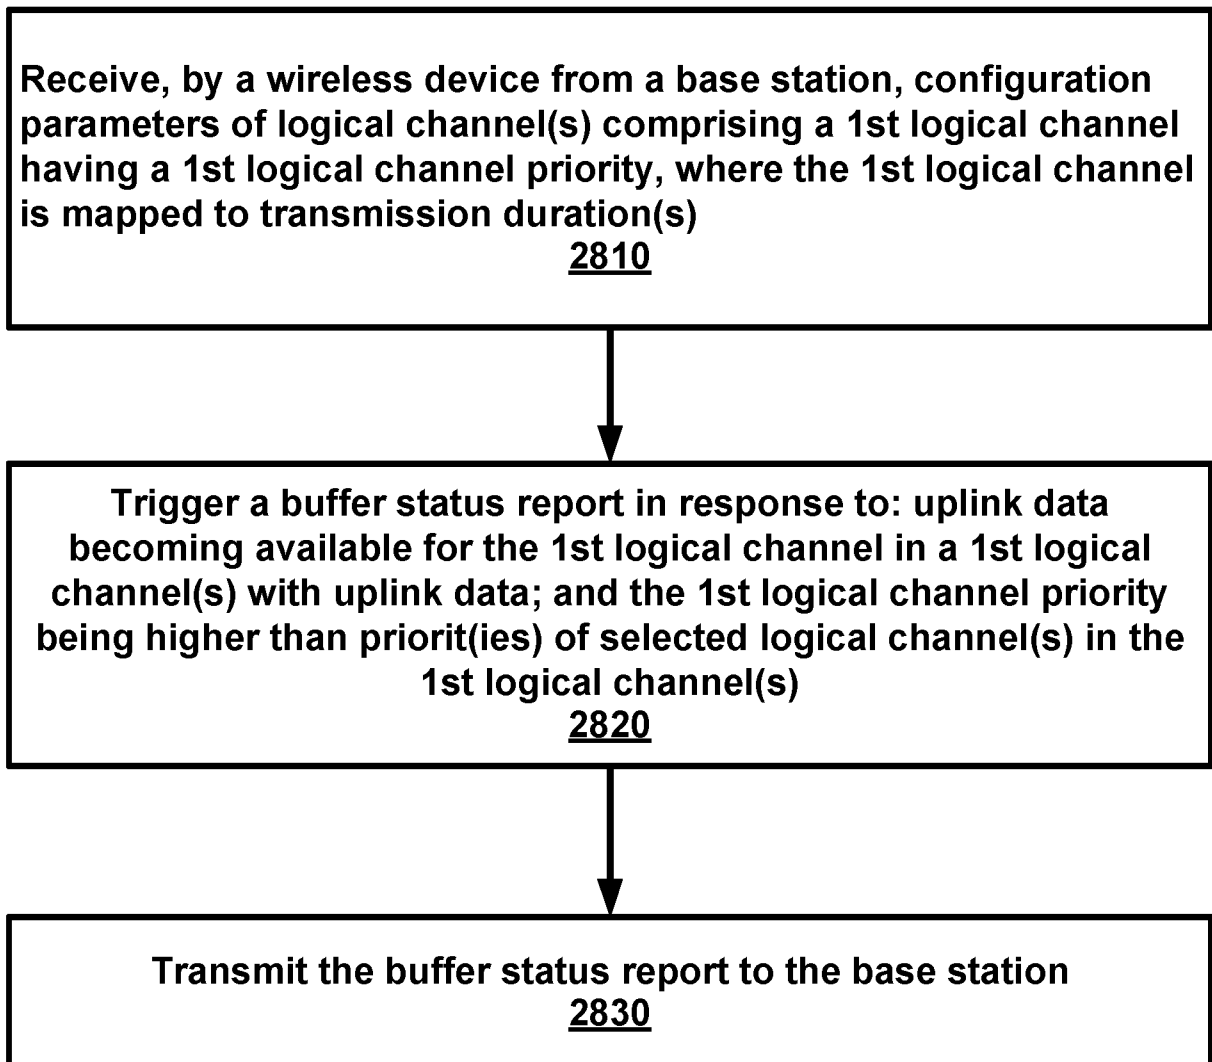 Receive, by a wireless device from a base station, configuration
parameters of logical channel(s) comprising a 1st logical channel
having a 1st logical channel priority, where the 1st logical channel
is mapped to transmission duration(s)
2810
Trigger a buffer status report in response to: uplink data
becoming available for the 1st logical channel in a 1st logical
channel(s) with uplink data; and the 1st logical channel priority
being higher than priorit(ies) of selected logical channel(s) in the
1st logical channel(s)
2820
Transmit the buffer status report to the base station
2830